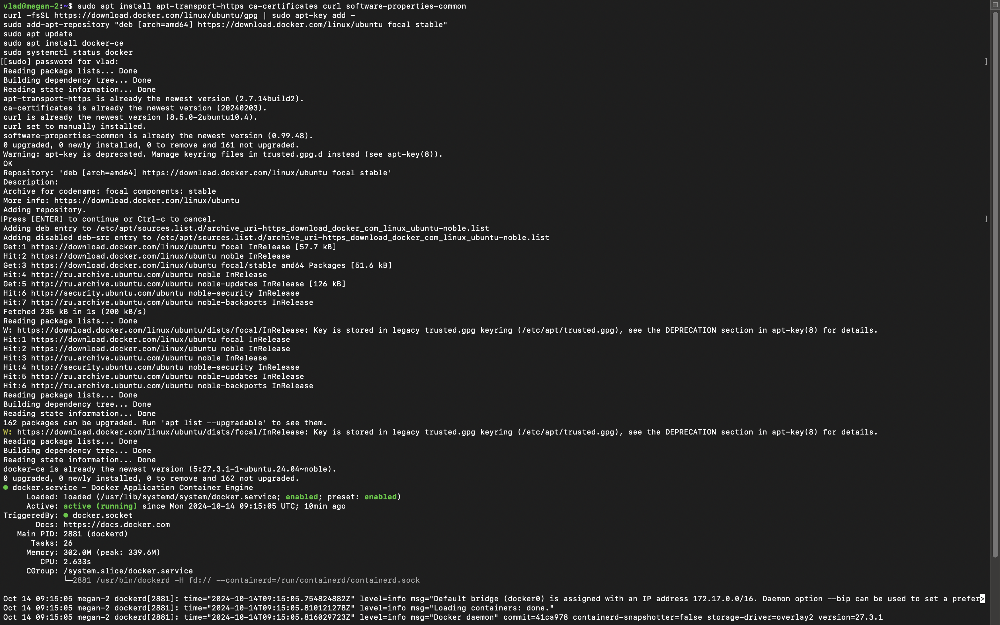 vlad@megan-2:~$ sudo apt install apt-transport-https ca-certificates curl software-properties-common
curl -fsSL https://download.docker.com/linux/ubuntu/gpg | sudo apt-key add -
sudo add-apt-repository "deb [arch=amd64] https://download.docker.com/linux/ubuntu focal stable"
sudo apt update
sudo apt install docker-ce
sudo systemctl status docker
[[sudo] password for vlad: ]
Reading package lists... Done
Building dependency tree... Done
Reading state information... Done
apt-transport-https is already the newest version (2.7.14build2).
ca-certificates is already the newest version (20240203).
curl is already the newest version (8.5.0-2ubuntu10.4).
curl set to manually installed.
software-properties-common is already the newest version (0.99.48).
0 upgraded, 0 newly installed, 0 to remove and 161 not upgraded.
Warning: apt-key is deprecated. Manage keyring files in trusted.gpg.d instead (see apt-key(8)).
OK
Repository: 'deb [arch=amd64] https://download.docker.com/linux/ubuntu focal stable'
Description:
Archive for codename: focal components: stable
More info: https://download.docker.com/linux/ubuntu
Adding repository.
[Press [ENTER] to continue or Ctrl-c to cancel. ]
Adding deb entry to /etc/apt/sources.list.d/archive_uri-https_download_docker_com_linux_ubuntu-noble.list
Adding disabled deb-src entry to /etc/apt/sources.list.d/archive_uri-https_download_docker_com_linux_ubuntu-noble.list
Get:1 https://download.docker.com/linux/ubuntu focal InRelease [57.7 kB]
Hit:2 https://download.docker.com/linux/ubuntu noble InRelease
Get:3 https://download.docker.com/linux/ubuntu focal/stable amd64 Packages [51.6 kB]
Hit:4 http://ru.archive.ubuntu.com/ubuntu noble InRelease
Get:5 http://ru.archive.ubuntu.com/ubuntu noble-updates InRelease [126 kB]
Hit:6 http://security.ubuntu.com/ubuntu noble-security InRelease
Hit:7 http://ru.archive.ubuntu.com/ubuntu noble-backports InRelease
Fetched 235 kB in 1s (200 kB/s)
Reading package lists... Done
W: https://download.docker.com/linux/ubuntu/dists/focal/InRelease: Key is stored in legacy trusted.gpg keyring (/etc/apt/trusted.gpg), see the DEPRECATION section in apt-key(8) for details.
Hit:1 https://download.docker.com/linux/ubuntu focal InRelease
Hit:2 https://download.docker.com/linux/ubuntu noble InRelease
Hit:3 http://ru.archive.ubuntu.com/ubuntu noble InRelease
Hit:4 http://security.ubuntu.com/ubuntu noble-security InRelease
Hit:5 http://ru.archive.ubuntu.com/ubuntu noble-updates InRelease
Hit:6 http://ru.archive.ubuntu.com/ubuntu noble-backports InRelease
Reading package lists... Done
Building dependency tree... Done
Reading state information... Done
162 packages can be upgraded. Run 'apt list --upgradable' to see them.
W: https://download.docker.com/linux/ubuntu/dists/focal/InRelease: Key is stored in legacy trusted.gpg keyring (/etc/apt/trusted.gpg), see the DEPRECATION section in apt-key(8) for details.
Reading package lists... Done
Building dependency tree... Done
Reading state information... Done
docker-ce is already the newest version (5:27.3.1-1~ubuntu.24.04~noble).
0 upgraded, 0 newly installed, 0 to remove and 162 not upgraded.
● docker.service - Docker Application Container Engine
Loaded: loaded (/usr/lib/systemd/system/docker.service; enabled; preset: enabled)
Active: active (running) since Mon 2024-10-14 09:15:05 UTC; 10min ago
TriggeredBy: ● docker.socket
Docs: https://docs.docker.com
Main PID: 2881 (dockerd)
Tasks: 26
Memory: 302.0M (peak: 339.6M)
CPU: 2.633s
CGroup: /system.slice/docker.service
└─2881 /usr/bin/dockerd -H fd:// --containerd=/run/containerd/containerd.sock
Oct 14 09:15:05 megan-2 dockerd[2881]: time="2024-10-14T09:15:05.754824882Z" level=info msg="Default bridge (docker0) is assigned with an IP address 172.17.0.0/16. Daemon option --bip can be used to set a prefer>
Oct 14 09:15:05 megan-2 dockerd[2881]: time="2024-10-14T09:15:05.810121278Z" level=info msg="Loading containers: done."
Oct 14 09:15:05 megan-2 dockerd[2881]: time="2024-10-14T09:15:05.816029723Z" level=info msg="Docker daemon" commit=41ca978 containerd-snapshotter=false storage-driver=overlay2 version=27.3.1